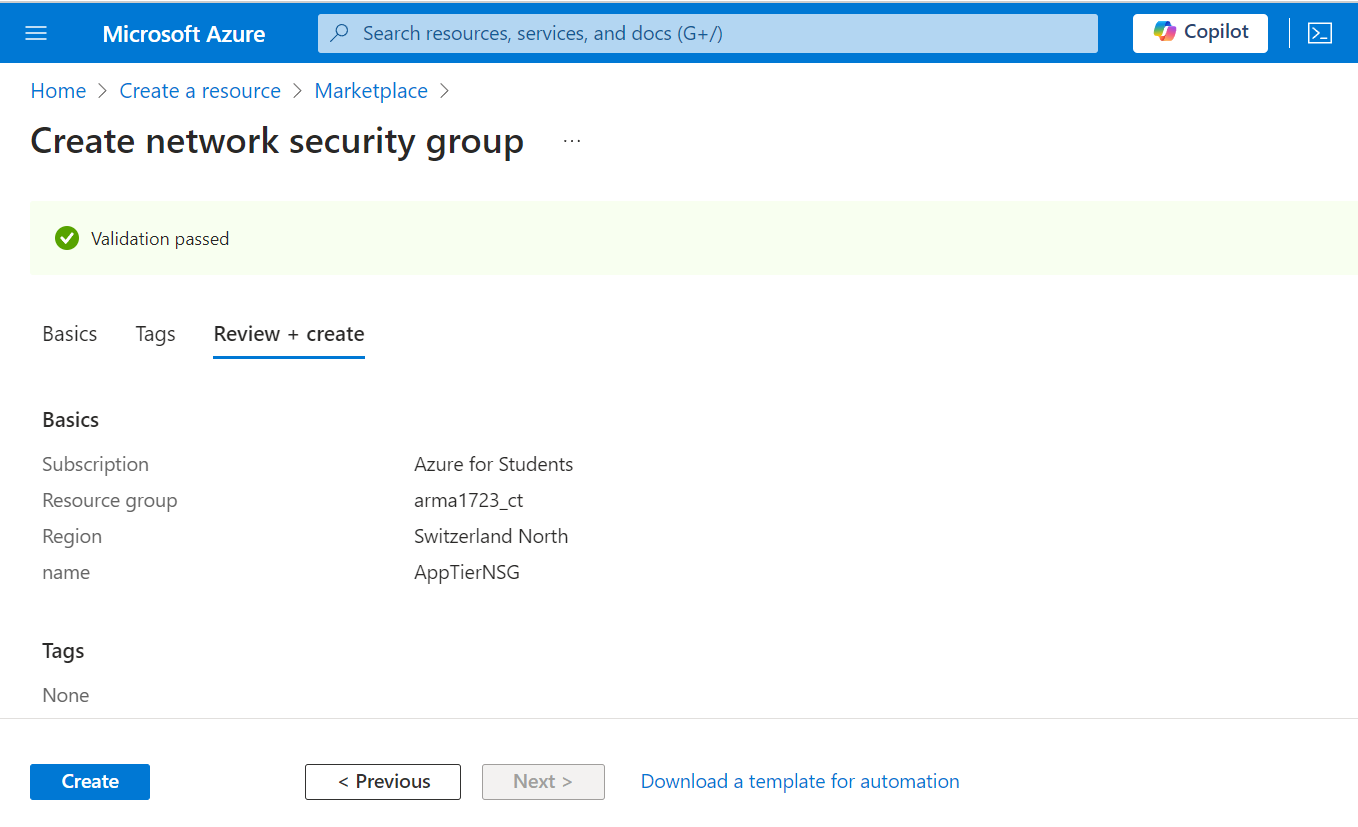 Microsoft Azure
Search resources, services, and docs (G+/)
Copilot
Home > Create a resource > Marketplace >
Create network security group ...
Validation passed
Basics Tags Review + create
Basics
Subscription Azure for Students
Resource group arma1723_ct
Region Switzerland North
name AppTierNSG
Tags
None
Create < Previous Next > Download a template for automation